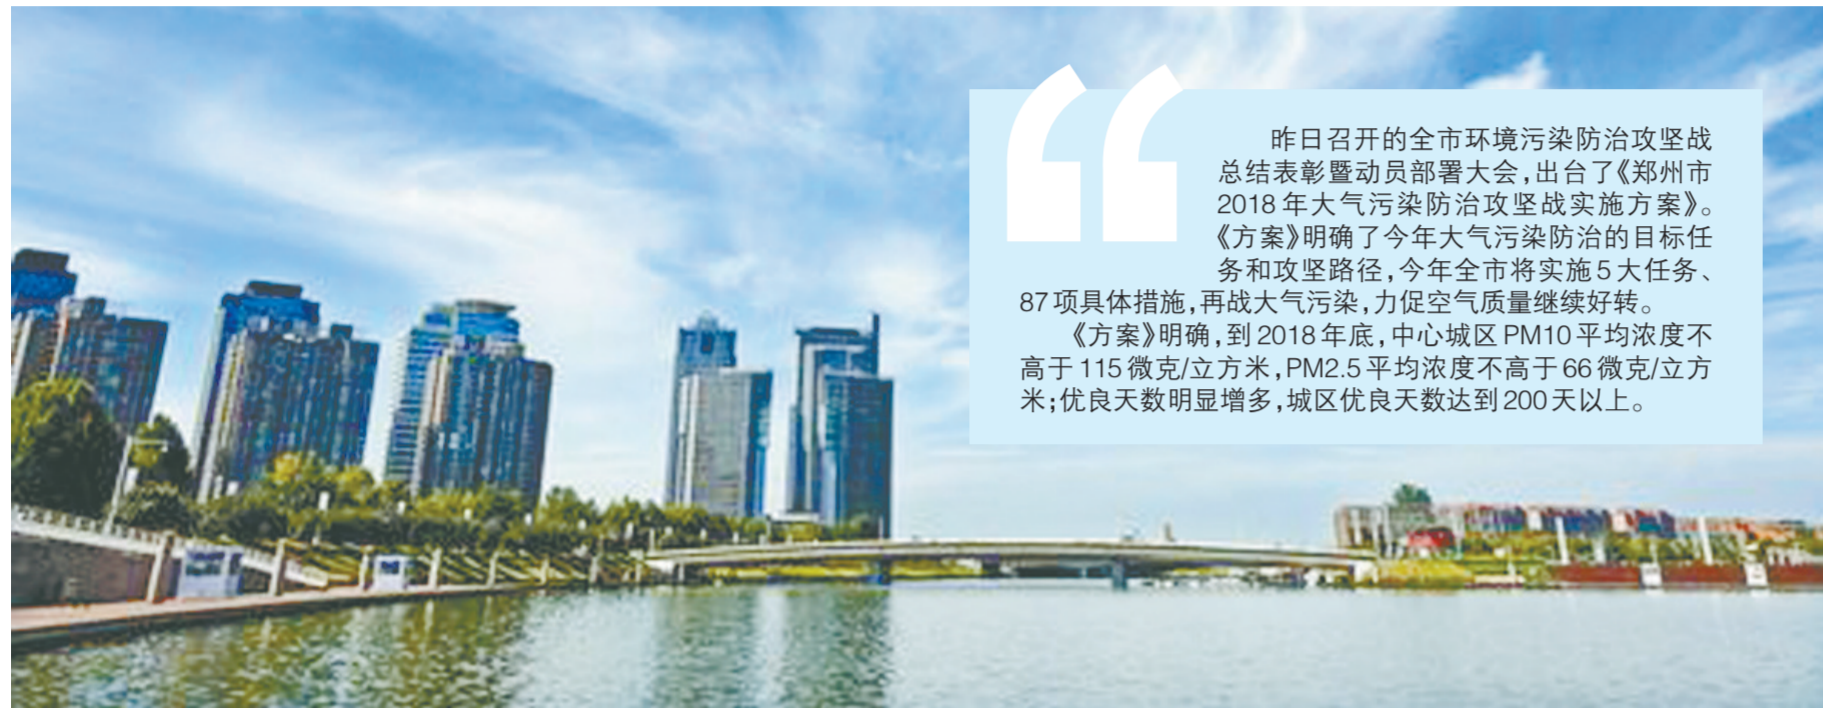 昨日召开的全市环境污染防治攻坚战
总结表彰暨动员部署大会，出台了《郑州市
2018年大气污染防治攻坚战实施方案》。
《方案》明确了今年大气污染防治的目标任
务和攻坚路径，今年全市将实施5大任务、
87项具体措施，再战大气污染，力促空气质量继续好转。
《方案》明确，到2018年底，中心城区PM10平均浓度不
高于115微克/立方米，PM2.5平均浓度不高于66微克/立方
米；优良天数明显增多，城区优良天数达到200天以上。